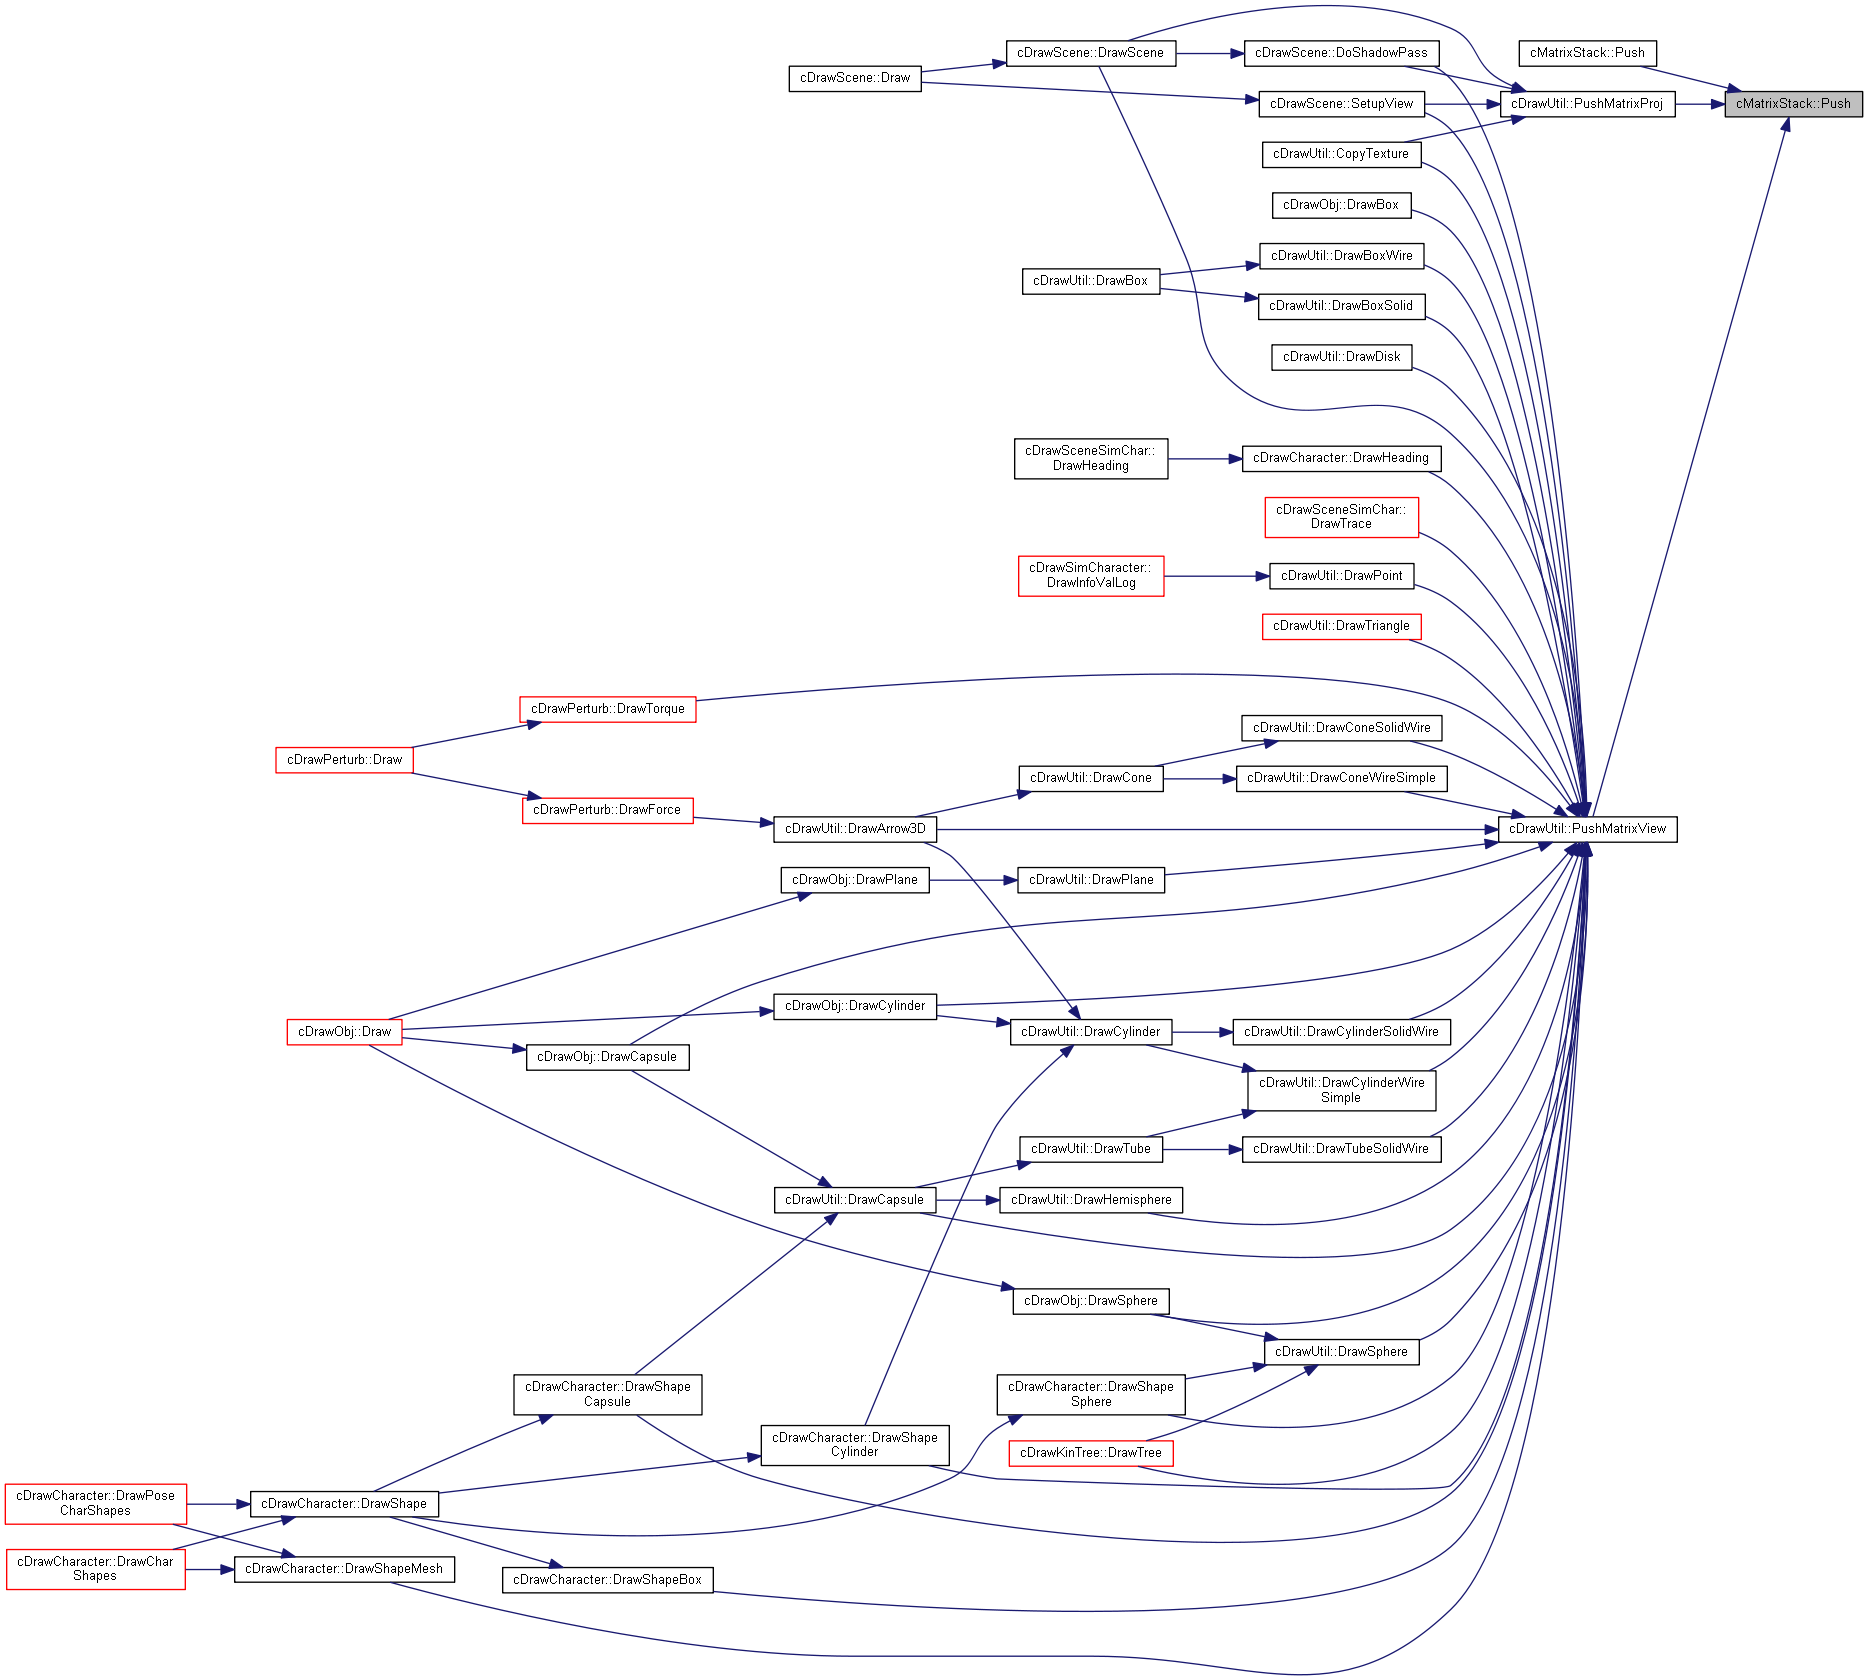 cDrawScene::DrawScene
cDrawScene::DoShadowPass
cMatrixStack::Push
cDrawScene::Draw
cDrawScene::SetupView
cDrawUtil::PushMatrixProj
cMatrixStack::Push
cDrawUtil::CopyTexture
cDrawObj::DrawBox
cDrawUtil::DrawBoxWire
cDrawUtil::DrawBox
cDrawUtil::DrawBoxSolid
cDrawUtil::DrawDisk
cDrawSceneSimChar::
DrawHeading
cDrawCharacter::DrawHeading
cDrawSceneSimChar::
DrawTrace
cDrawSimCharacter::
DrawInfoValLog
cDrawUtil::DrawPoint
cDrawUtil::DrawTriangle
cDrawPerturb::DrawTorque
cDrawUtil::DrawConeSolidWire
cDrawPerturb::Draw
cDrawUtil::DrawCone
cDrawUtil::DrawConeWireSimple
cDrawPerturb::DrawForce
cDrawUtil::DrawArrow3D
cDrawUtil::PushMatrixView
cDrawObj::DrawPlane
cDrawUtil::DrawPlane
cDrawObj::DrawCylinder
cDrawObj::Draw
cDrawUtil::DrawCylinder
cDrawUtil::DrawCylinderSolidWire
cDrawObj::DrawCapsule
cDrawUtil::DrawCylinderWire
Simple
cDrawUtil::DrawTube
cDrawUtil::DrawTubeSolidWire
cDrawUtil::DrawCapsule
cDrawUtil::DrawHemisphere
cDrawObj::DrawSphere
cDrawUtil::DrawSphere
cDrawCharacter::DrawShape
Capsule
cDrawCharacter::DrawShape
Sphere
cDrawCharacter::DrawShape
Cylinder
cDrawKinTree::DrawTree
cDrawCharacter::DrawPose
CharShapes
cDrawCharacter::DrawShape
cDrawCharacter::DrawChar
Shapes
cDrawCharacter::DrawShapeMesh
cDrawCharacter::DrawShapeBox